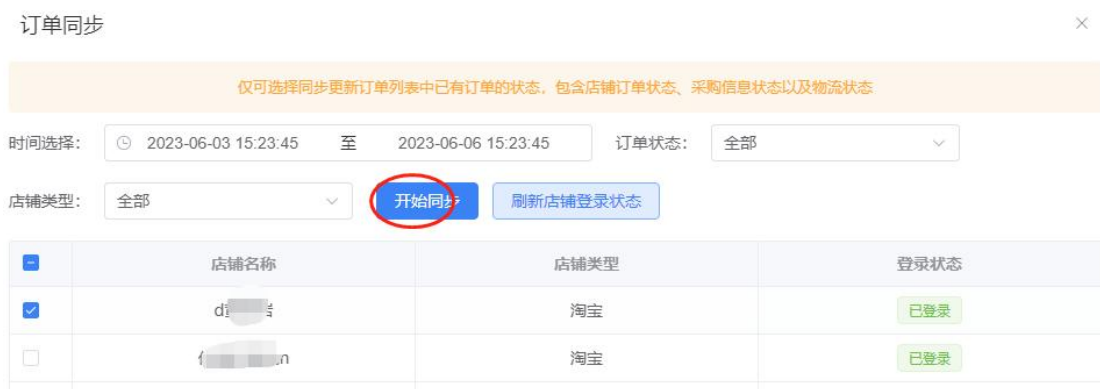 订单同步
仅可选择同步更新订单列表中已有订单的状态，包含店铺订单状态、采购信息状态以及物流状态
时间选择： 2023-06-03 15:23:45 至 2023-06-06 15:23:45 订单状态： 全部
店铺类型： 全部 开始同步 刷新店铺登录状态
店铺名称 店铺类型 登录状态
淘宝 已登录
淘宝 已登录